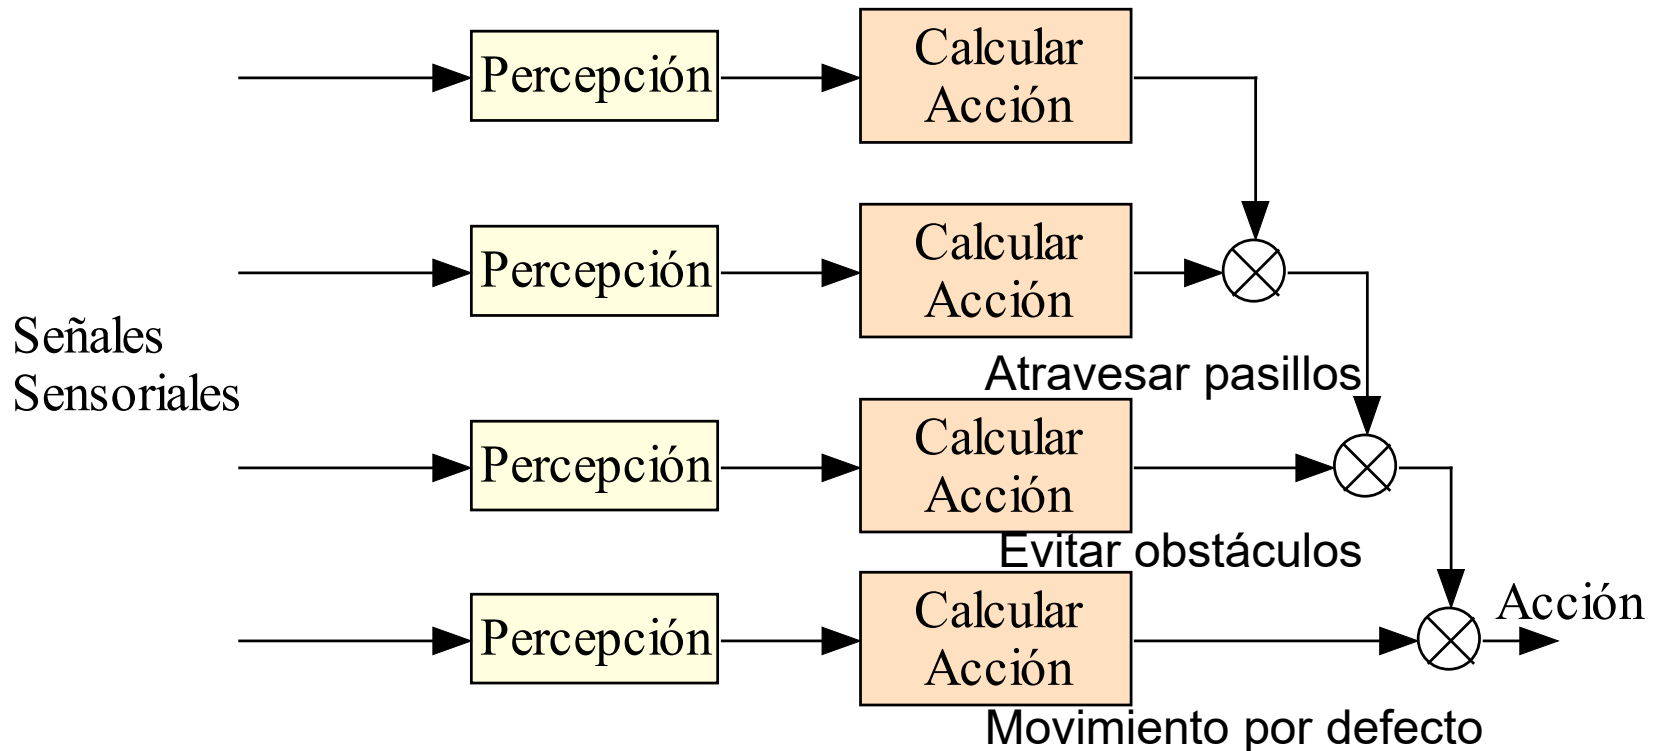 Percepción
Calcular
Acción
Percepción
Calcular
Acción
Señales
Sensoriales
Atravesar pasillos
Percepción
Calcular
Acción
Evitar obstáculos
Percepción
Calcular
Acción
Acción
Movimiento por defecto